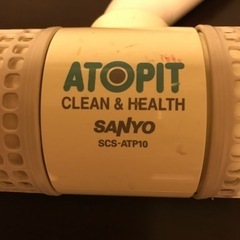 ATOPIT
CLEAN & HEALTH
SANYO
SCS-ATP10